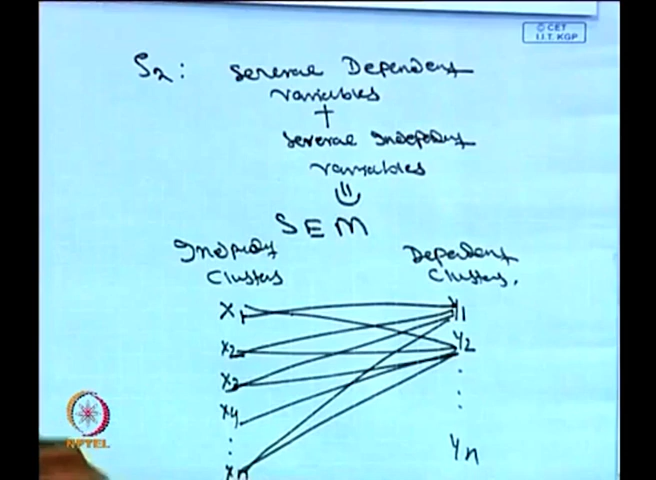 © CET
I.I.T. KGP
S2: Several Dependent
variables
+
Several Independent
variables
SEM
Dependent
Clusters Clusters.
X1 Y1
X2 Y2
X3
X4
Xn Yn
NPTEL